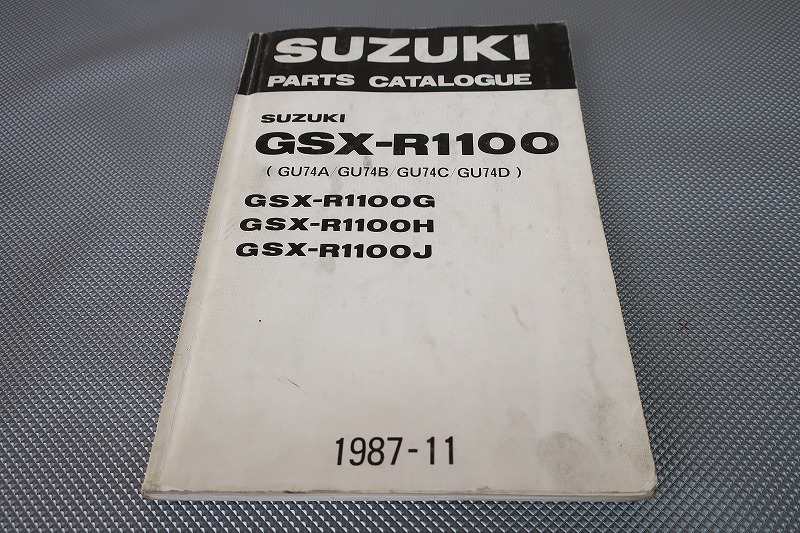 SUZUKI
PARTS CATALOGUE
SUZUKI
GSX-R1100
( GU74A/GU74B/GU74C/GU74D )
GSX-R1100G
GSX-R1100H
GSX-R1100J
1987-11